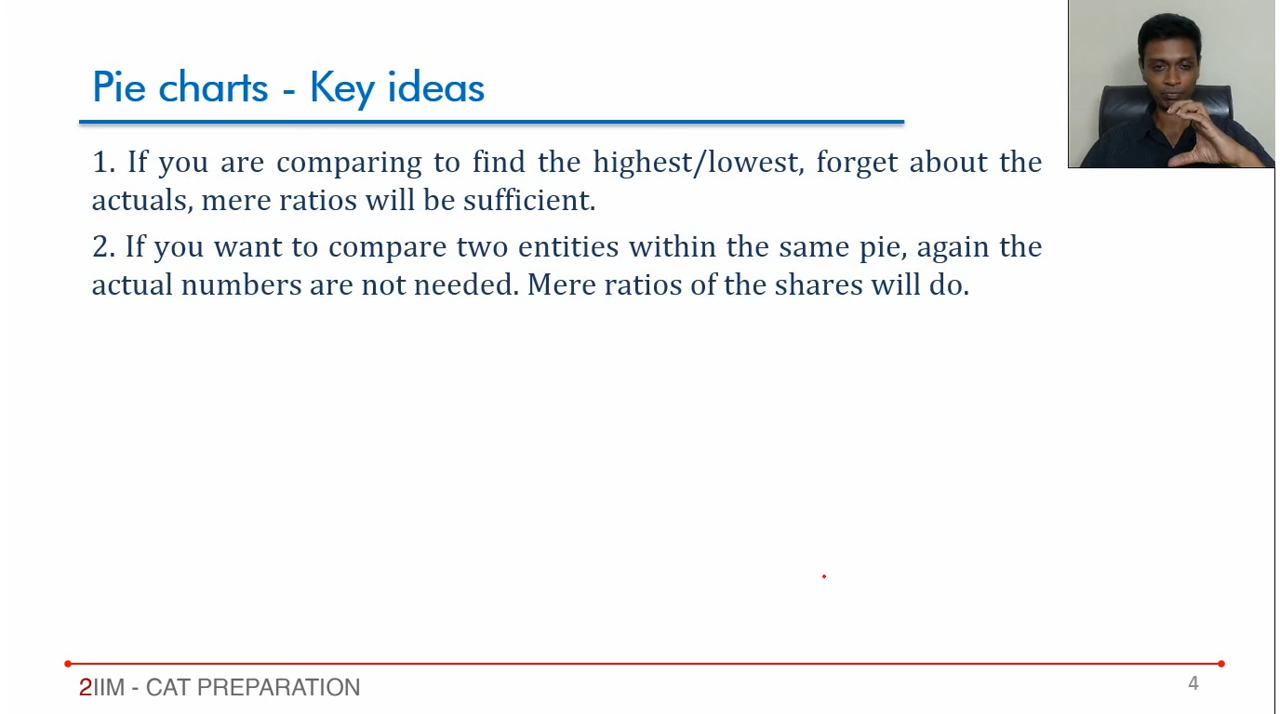 Pie charts - Key ideas
1. If you are comparing to find the highest/lowest, forget about the
actuals, mere ratios will be sufficient.
2. If you want to compare two entities within the same pie, again the
actual numbers are not needed. Mere ratios of the shares will do.
2IIM - CAT PREPARATION
4